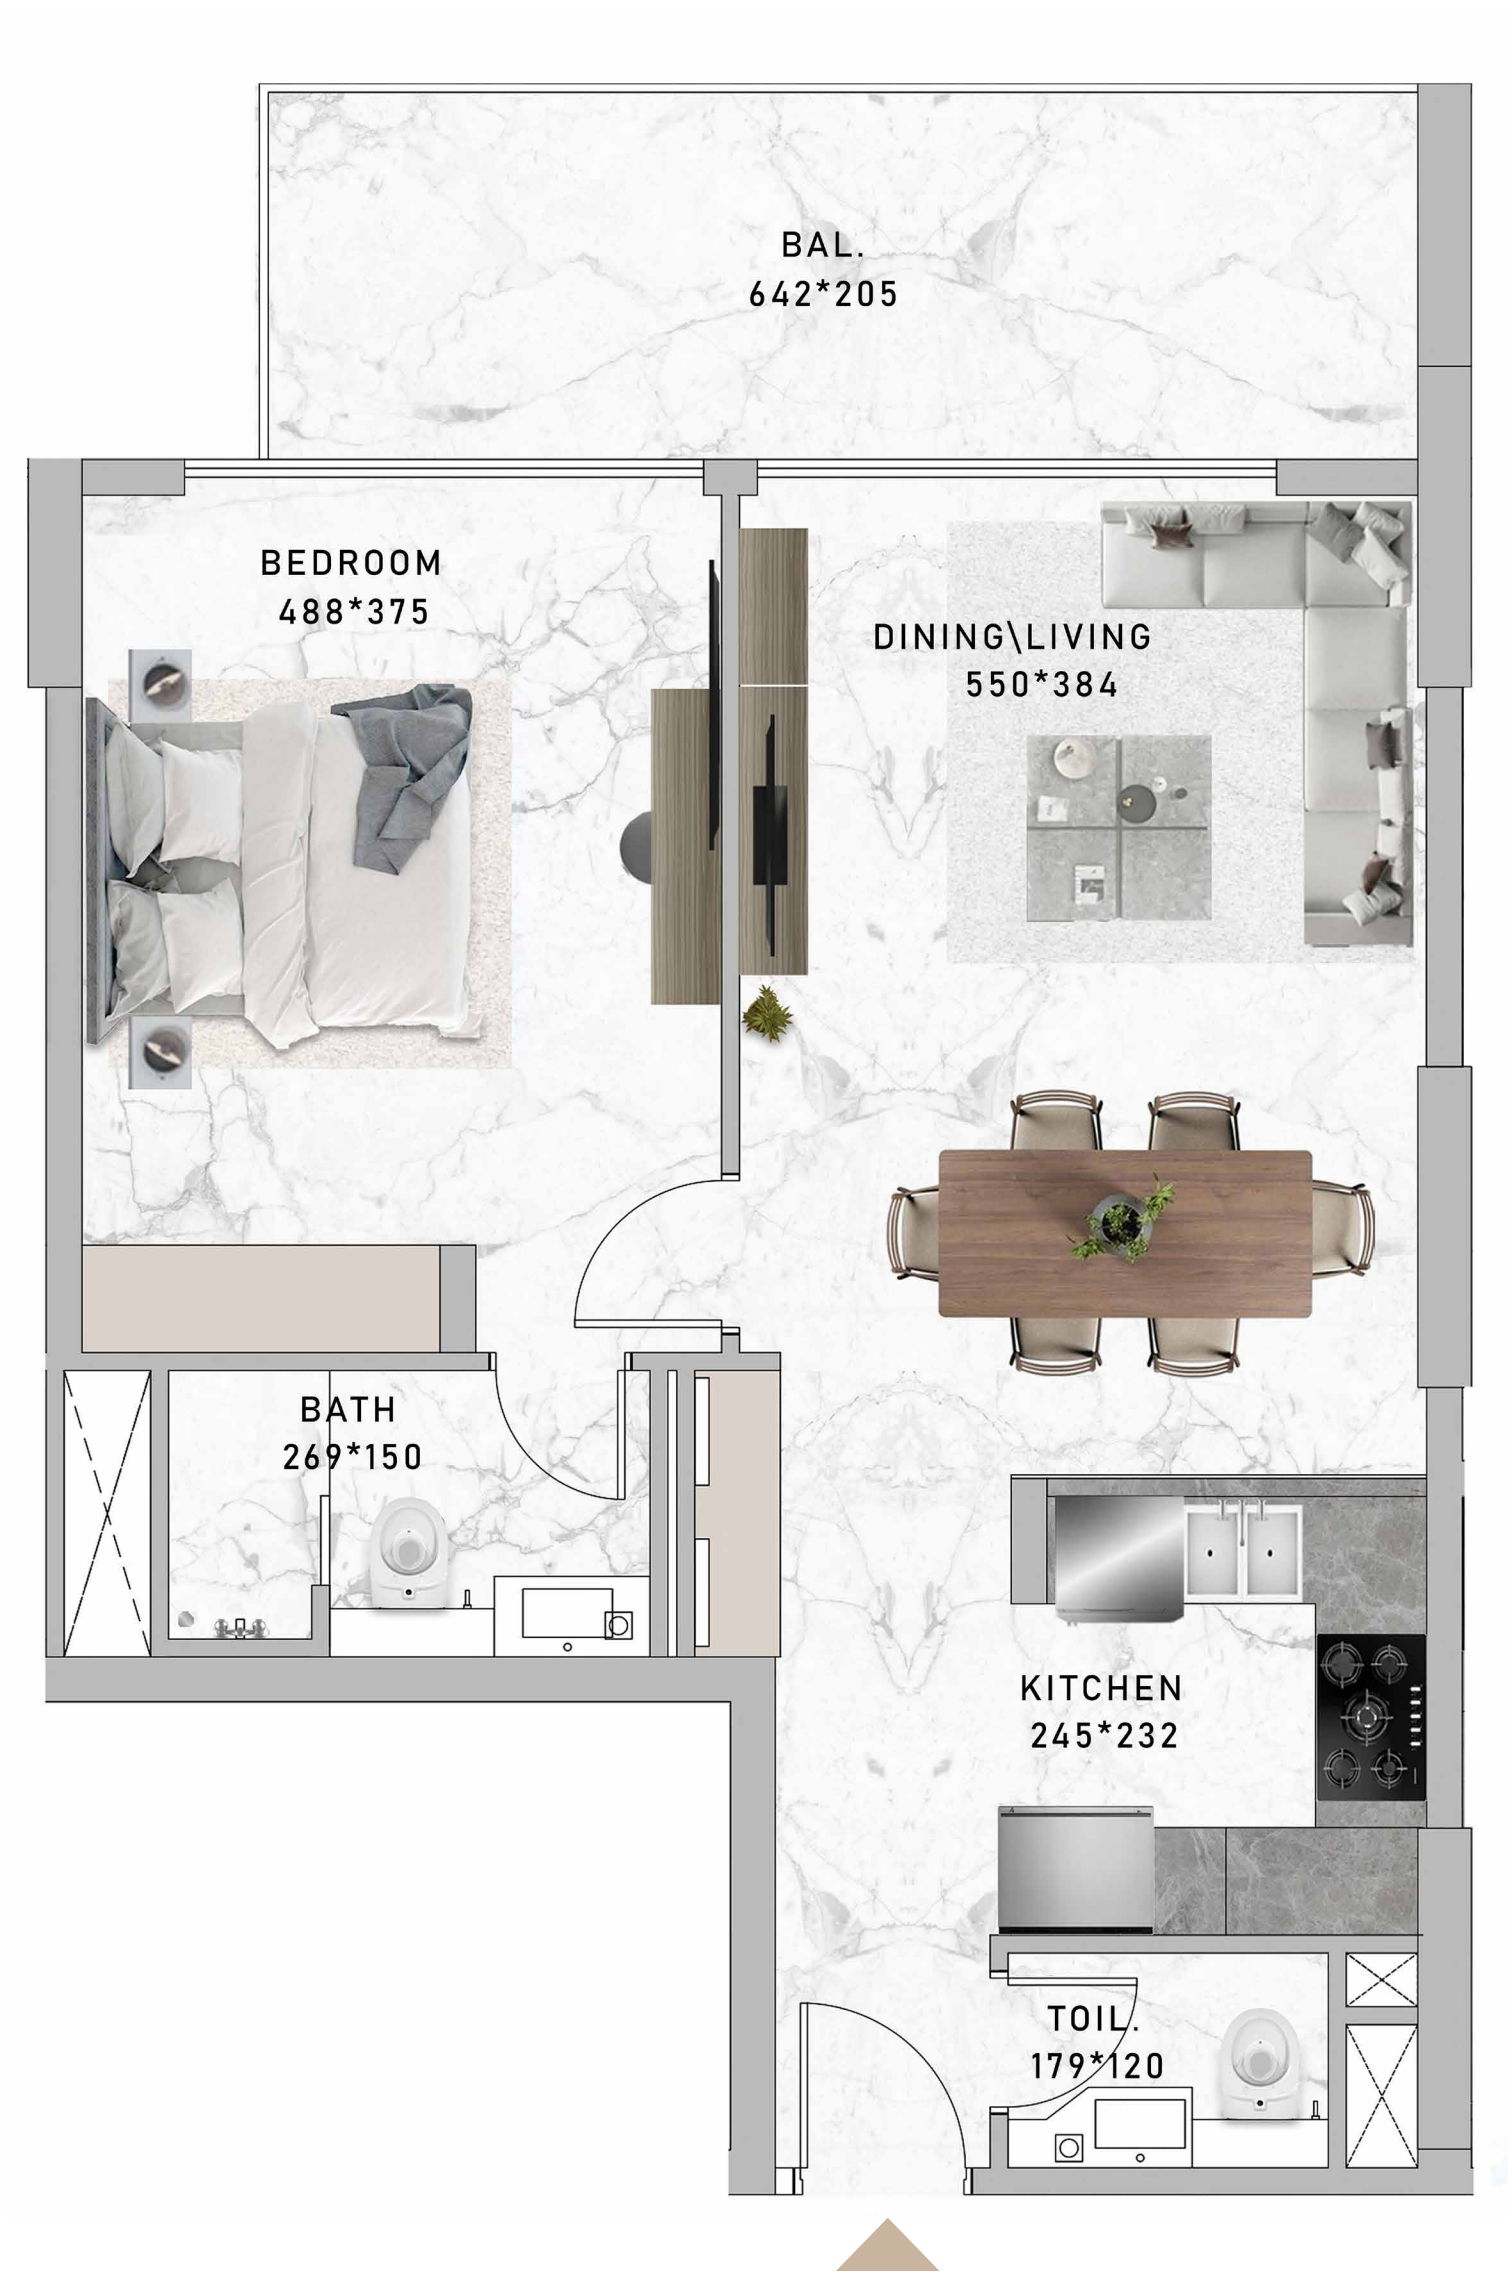 BAL.
642*205
BEDROOM
488*375
DINING\LIVING
550*384
BATH
269*150
KITCHEN
245*232
TOIL.
179*120